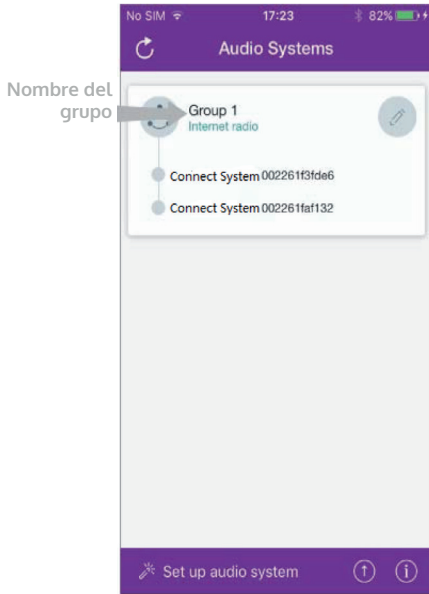 No SIM 17:23 82%
Audio Systems
Nombre del
grupo
Group 1
Internet radio
Connect System 002261f3fde6
Connect System 002261faf132
Set up audio system